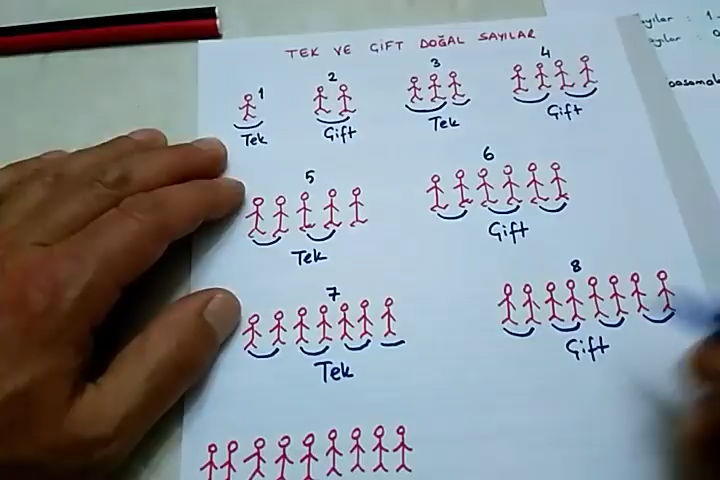 TEK VE ÇİFT DOĞAL SAYILAR
1 2 3 4
Tek Çift Tek Çift
5 6
Tek Çift
7 8
Tek Çift